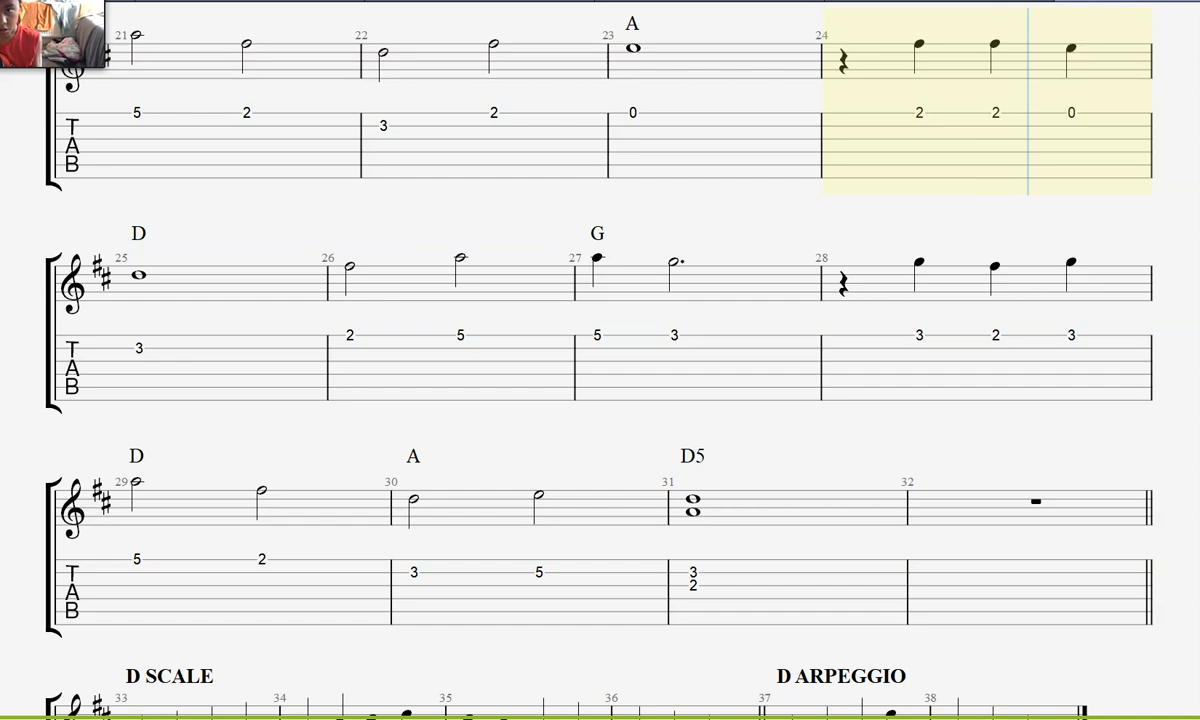 A
21 22 23 24
5 2 3 2 0 2 2 0
T
A
B
D G
25 26 27 28
3 2 5 5 3 3 2 3
T
A
B
D A D5
29 30 31 32
5 2 3 5 3
2
T
A
B
D SCALE D ARPEGGIO
33 34 35 36 37 38